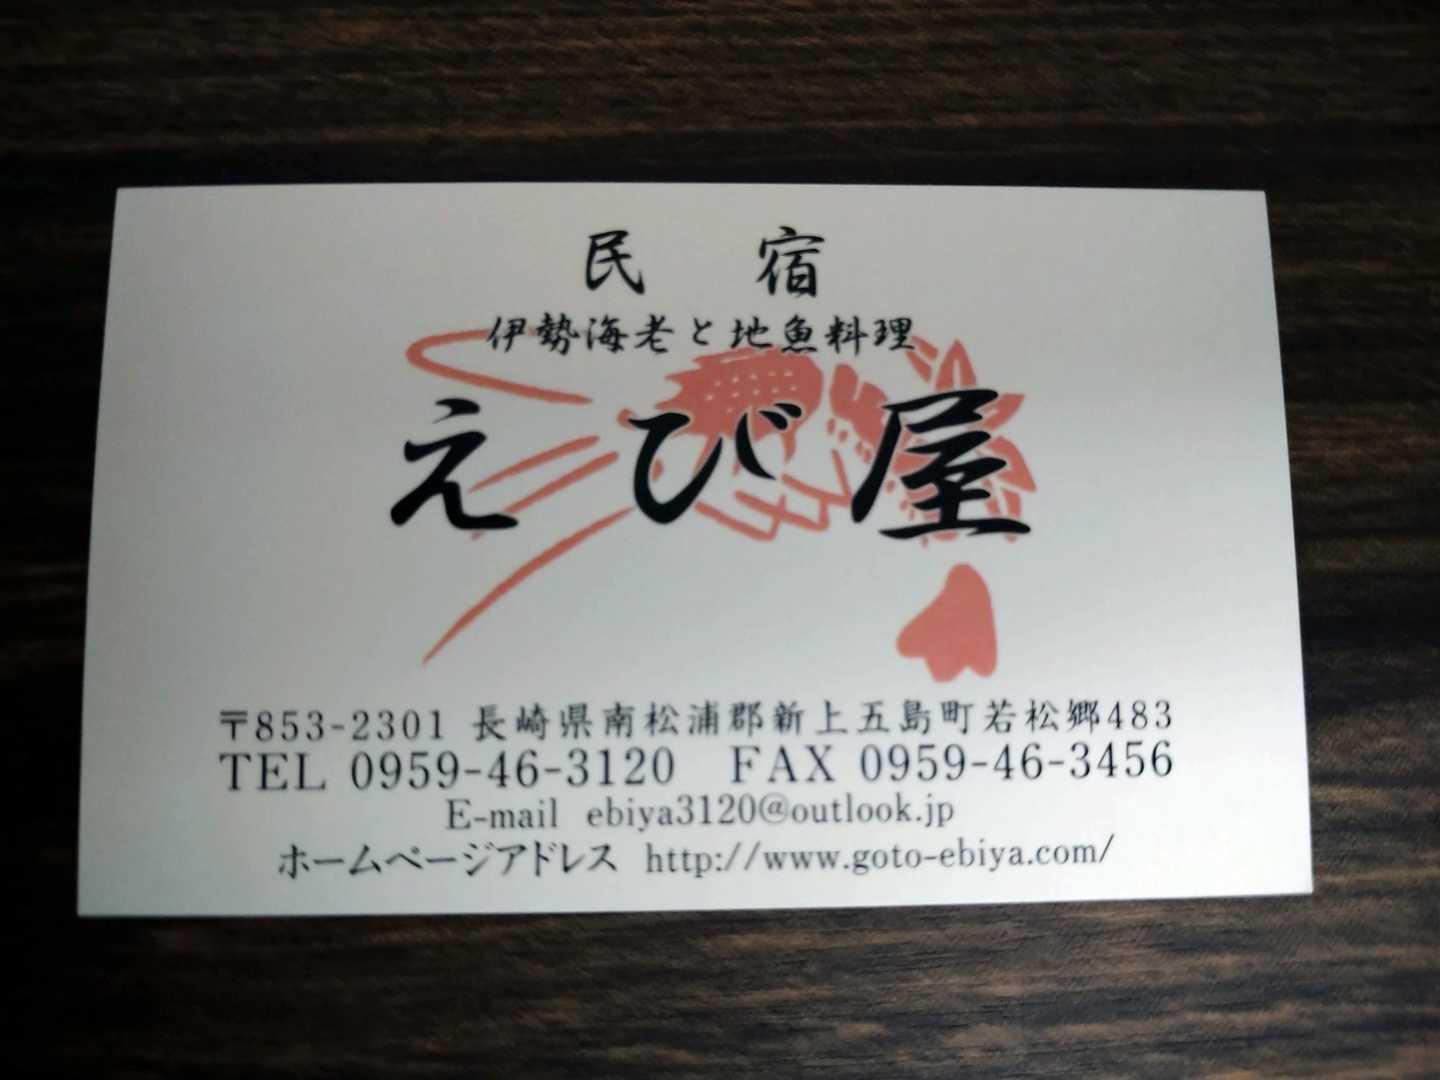 民宿
伊勢海老と地魚料理
えび屋
〒853-2301 長崎県南松浦郡新上五島町若松郷483
TEL 0959-46-3120 FAX 0959-46-3456
E-mail ebiya3120@outlook.jp
ホームページアドレス http://www.goto-ebiya.com/